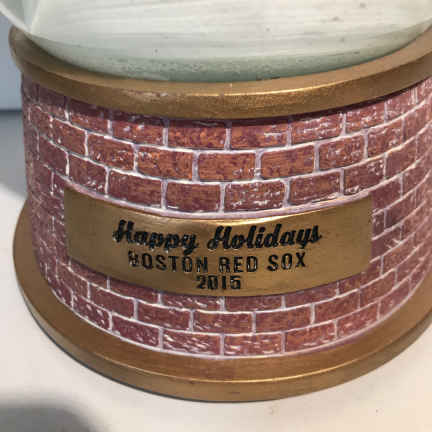 Happy Holidays
BOSTON RED SOX
2015